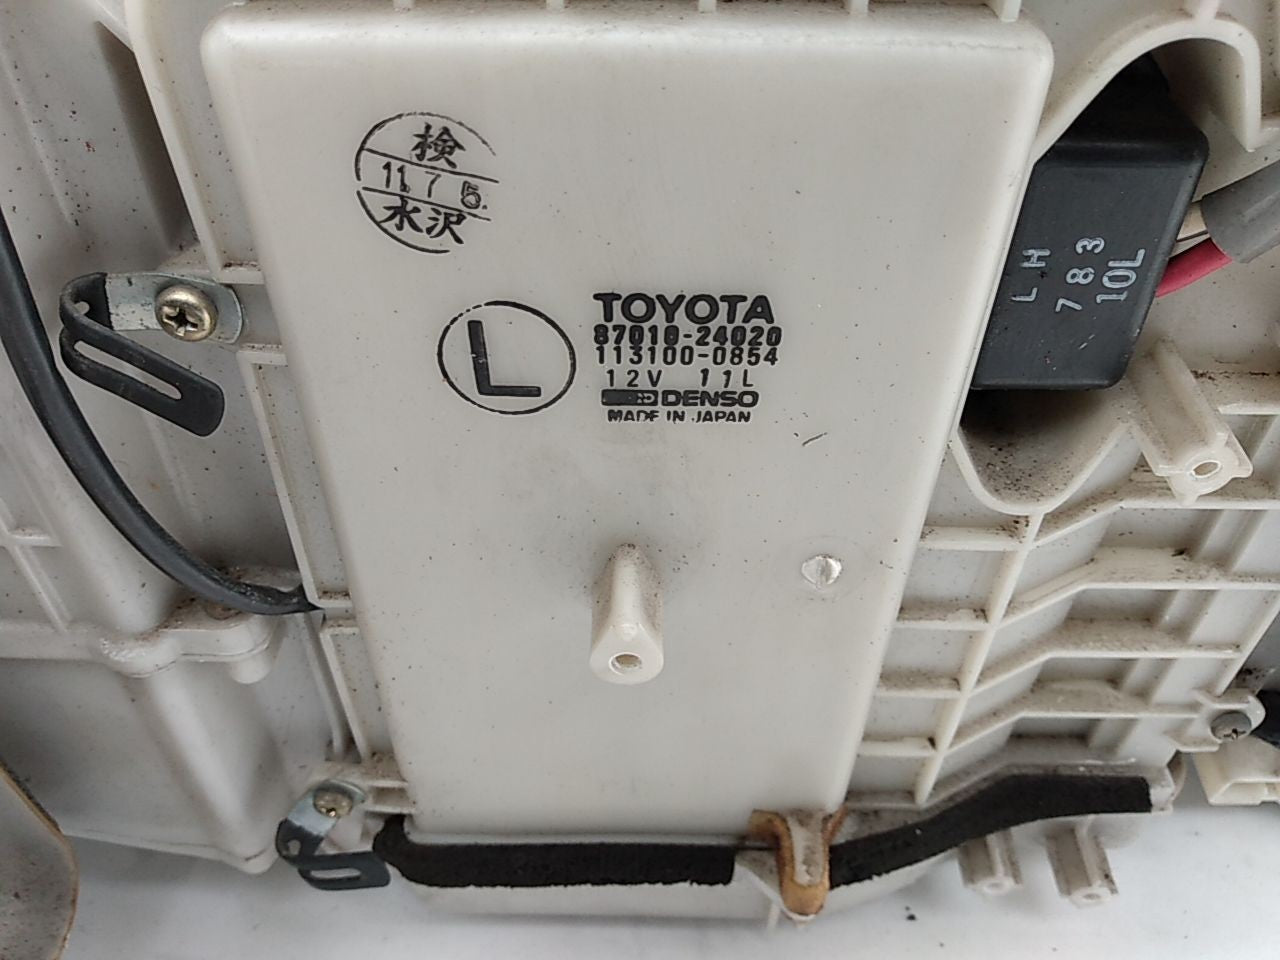 検
11.7 5.
水沢
L
TOYOTA
87010-24020
113100-0854
12V 11L
DENSO
MADE IN JAPAN
LH
783
10L